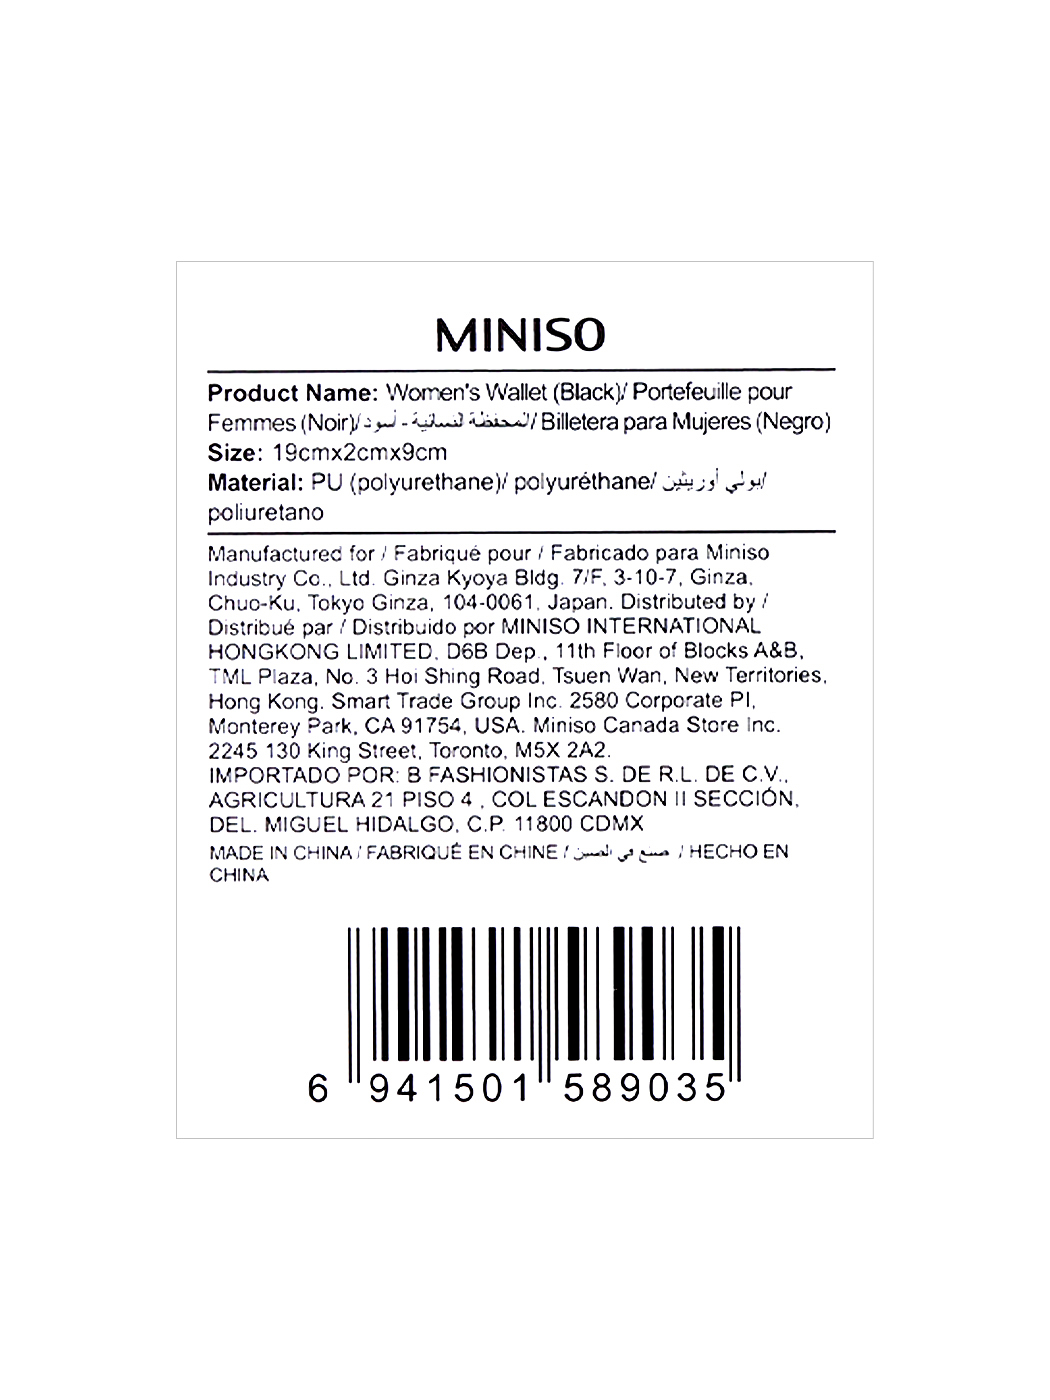 MINISO
Product Name: Women's Wallet (Black)/ Portefeuille pour
Femmes (Noir)/المحفظة لنسائية - أسود/ Billetera para Mujeres (Negro)
Size: 19cmx2cmx9cm
Material: PU (polyurethane)/ polyuréthane/ بولي أوريثين/
poliuretano
Manufactured for / Fabriqué pour / Fabricado para Miniso
Industry Co., Ltd. Ginza Kyoya Bldg. 7/F, 3-10-7, Ginza,
Chuo-Ku, Tokyo Ginza, 104-0061, Japan. Distributed by /
Distribué par / Distribuido por MINISO INTERNATIONAL
HONGKONG LIMITED, D6B Dep., 11th Floor of Blocks A&B,
TML Plaza, No. 3 Hoi Shing Road, Tsuen Wan, New Territories,
Hong Kong. Smart Trade Group Inc. 2580 Corporate Pl,
Monterey Park, CA 91754, USA. Miniso Canada Store Inc.
2245 130 King Street, Toronto, M5X 2A2.
IMPORTADO POR: B FASHIONISTAS S. DE R.L. DE C.V.,
AGRICULTURA 21 PISO 4 , COL ESCANDON II SECCIÓN,
DEL. MIGUEL HIDALGO, C.P. 11800 CDMX
MADE IN CHINA / FABRIQUÉ EN CHINE / صنع في الصين / HECHO EN
CHINA
6 941501 589035